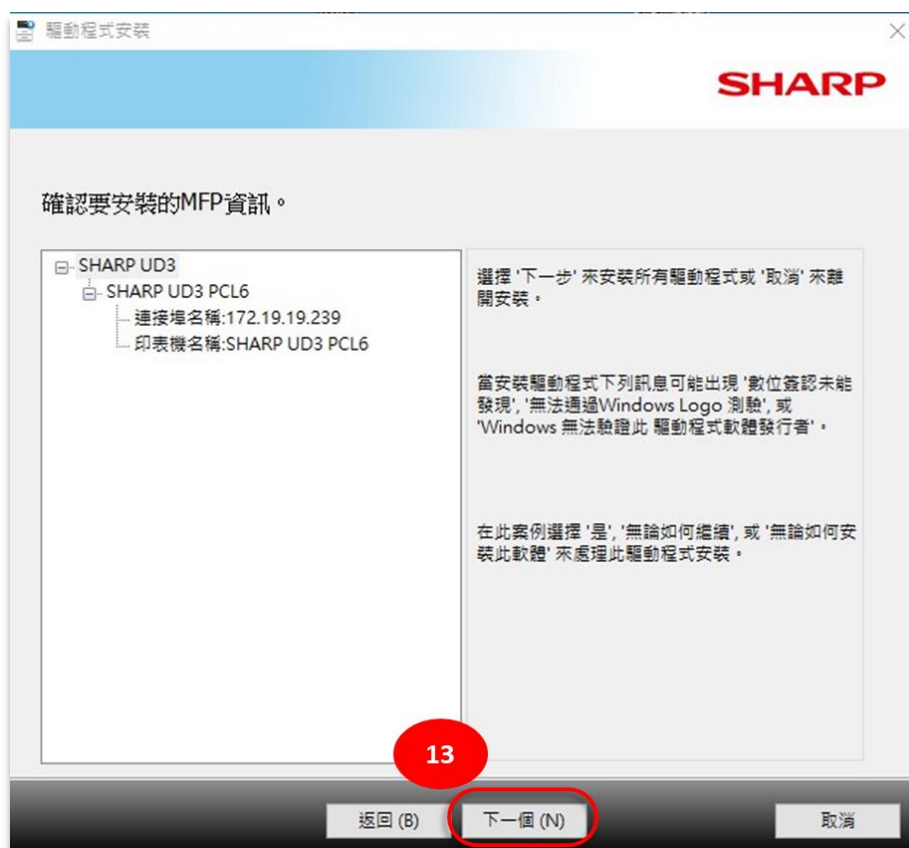 驅動程式安裝
SHARP
確認要安裝的MFP資訊。
SHARP UD3
SHARP UD3 PCL6
連接埠名稱:172.19.19.239
印表機名稱:SHARP UD3 PCL6
選擇 '下一步' 來安裝所有驅動程式或 '取消' 來離
開安裝。
當安裝驅動程式下列訊息可能出現 '數位簽認未能
發現', '無法通過Windows Logo 測驗', 或
'Windows 無法驗證此 驅動程式軟體發行者'。
在此案例選擇 '是', '無論如何繼續', 或 '無論如何安
裝此軟體' 來處理此驅動程式安裝。
13
返回 (B)
下一個 (N)
取消